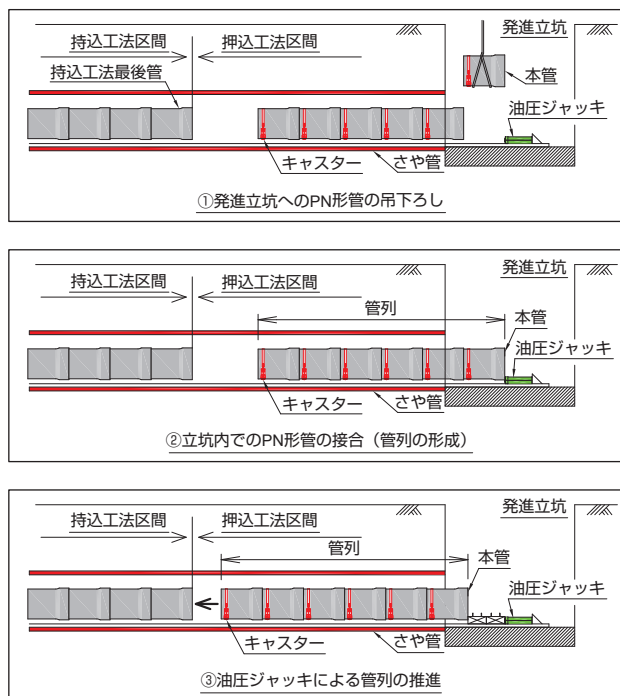 持込工法区間
押込工法区間
発進立坑
持込工法最後管
本管
油圧ジャッキ
キャスター
さや管
①発進立坑へのPN形管の吊下ろし
持込工法区間
押込工法区間
発進立坑
管列
本管
油圧ジャッキ
キャスター
さや管
②立坑内でのPN形管の接合（管列の形成）
持込工法区間
押込工法区間
発進立坑
管列
本管
油圧ジャッキ
キャスター
さや管
③油圧ジャッキによる管列の推進